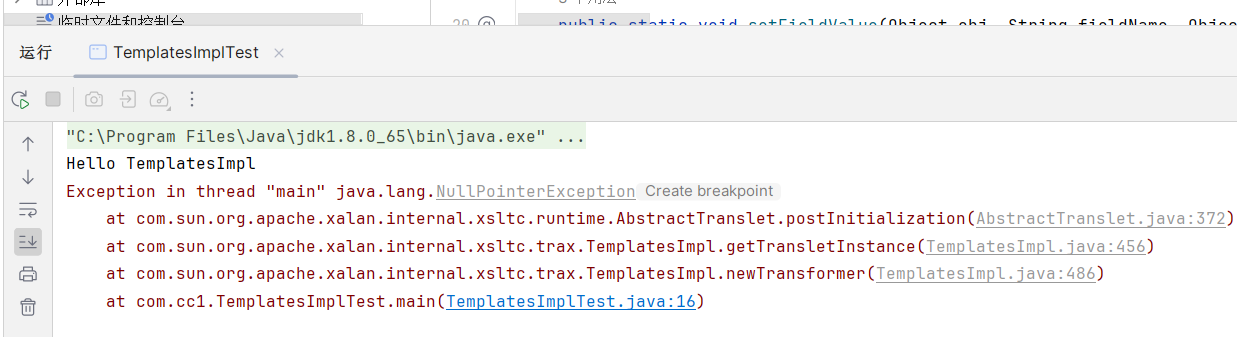 外部库
临时文件和控制台
20 @ public static void setFieldValue(Object obj, String fieldName, Objec
运行 TemplatesImplTest ×
"C:\Program Files\Java\jdk1.8.0_65\bin\java.exe" ...
Hello TemplatesImpl
Exception in thread "main" java.lang.NullPointerException Create breakpoint
at com.sun.org.apache.xalan.internal.xsltc.runtime.AbstractTranslet.postInitialization(AbstractTranslet.java:372)
at com.sun.org.apache.xalan.internal.xsltc.trax.TemplatesImpl.getTransletInstance(TemplatesImpl.java:456)
at com.sun.org.apache.xalan.internal.xsltc.trax.TemplatesImpl.newTransformer(TemplatesImpl.java:486)
at com.cc1.TemplatesImplTest.main(TemplatesImplTest.java:16)